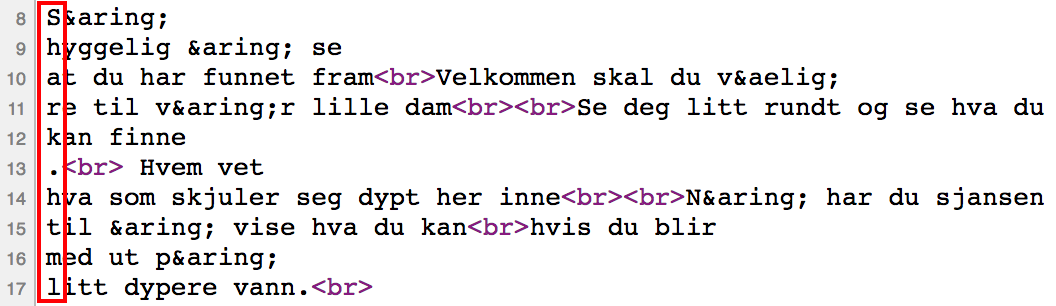 8 S&aring;
9 hyggelig &aring; se
10 at du har funnet fram<br>Velkommen skal du v&aelig;
11 re til v&aring;r lille dam<br><br>Se deg litt rundt og se hva du
12 kan finne
13 .<br> Hvem vet
14 hva som skjuler seg dypt her inne<br><br>N&aring; har du sjansen
15 til &aring; vise hva du kan<br>hvis du blir
16 med ut p&aring;
17 litt dypere vann.<br>